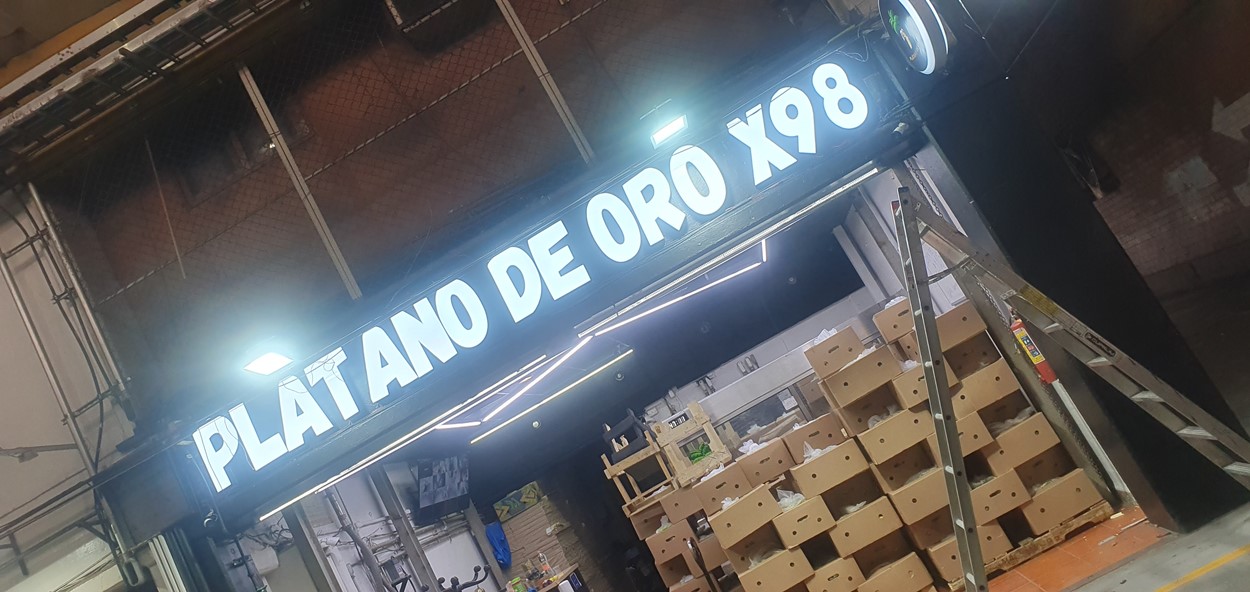 PLATANO DE ORO X98